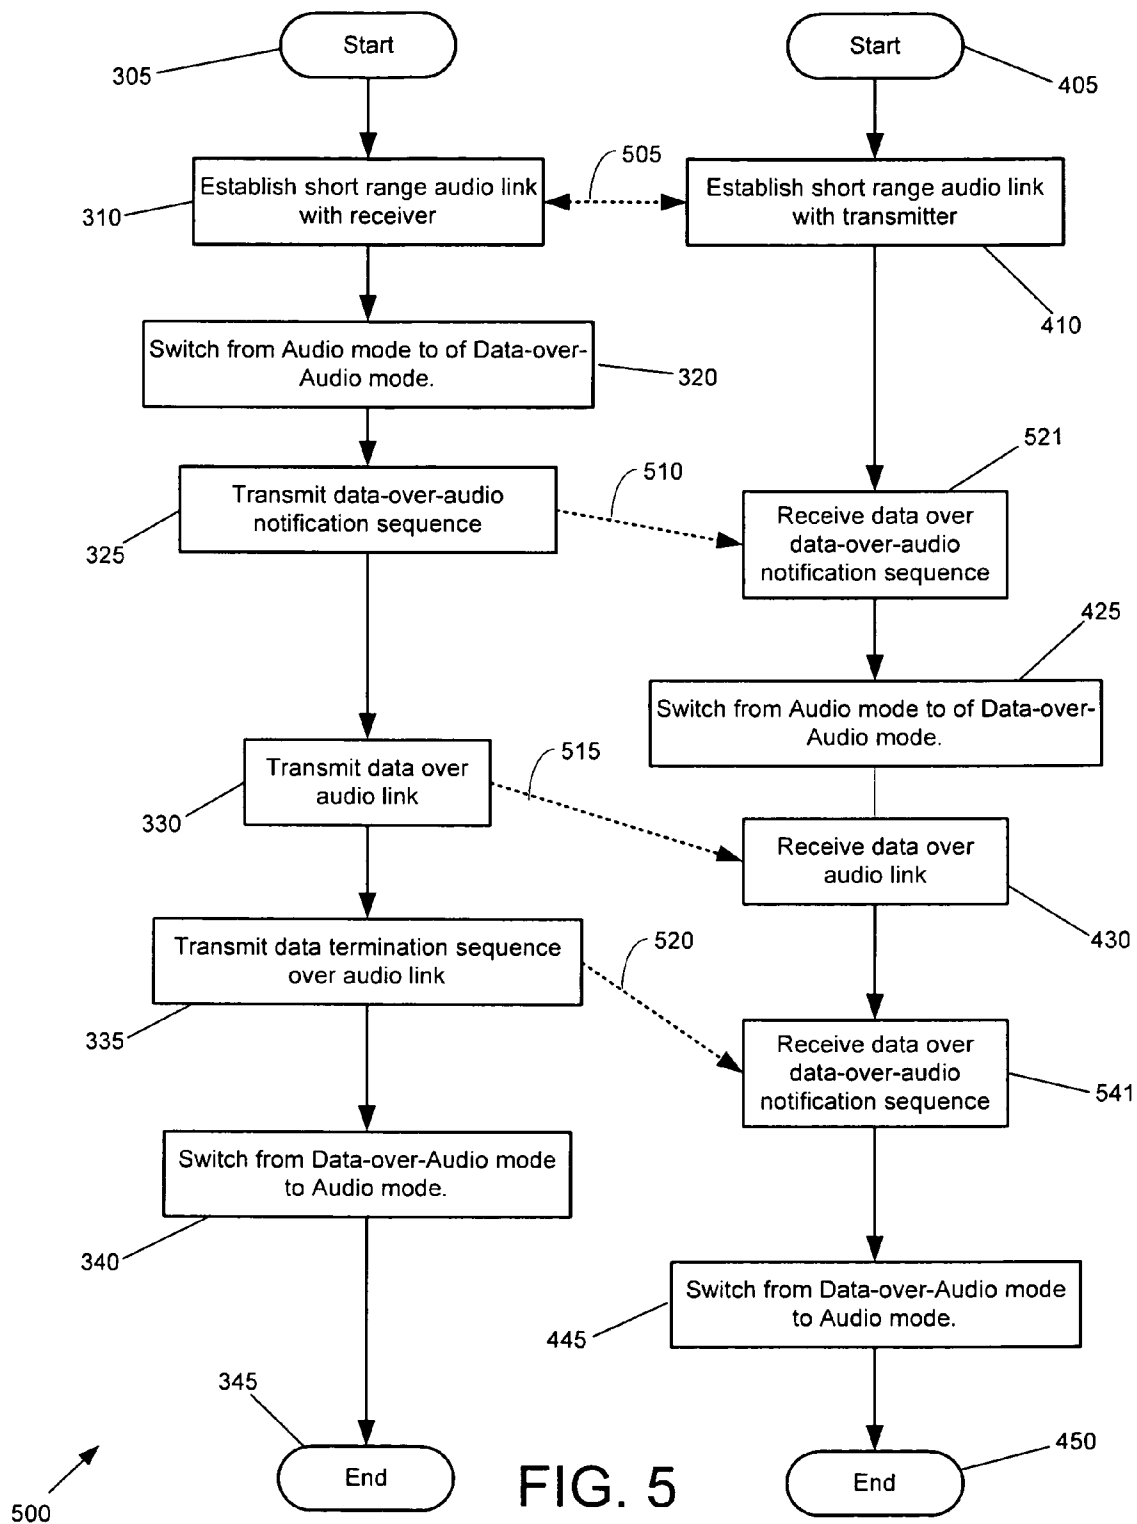 Start
305
Start
405
Establish short range audio link
with receiver
310
505
Establish short range audio link
with transmitter
410
Switch from Audio mode to of Data-over-
Audio mode.
320
521
Transmit data-over-audio
notification sequence
325
510
Receive data over
data-over-audio
notification sequence
425
Switch from Audio mode to of Data-over-
Audio mode.
Transmit data over
audio link
330
515
Receive data over
audio link
430
Transmit data termination sequence
over audio link
335
520
Receive data over
data-over-audio
notification sequence
541
Switch from Data-over-Audio mode
to Audio mode.
340
Switch from Data-over-Audio mode
to Audio mode.
445
345
End
450
End
FIG. 5
500